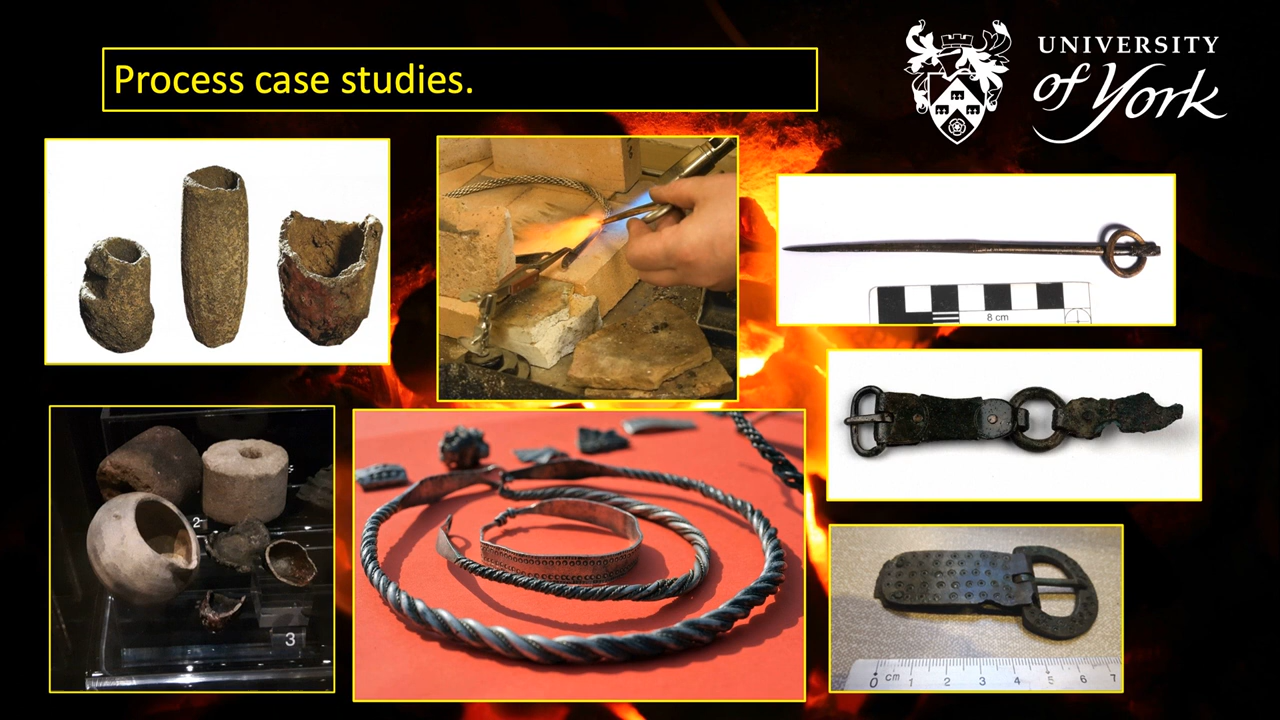 Process case studies.
UNIVERSITY
of York
8 cm
2
3
0 cm 1 2 3 4 5 6 7